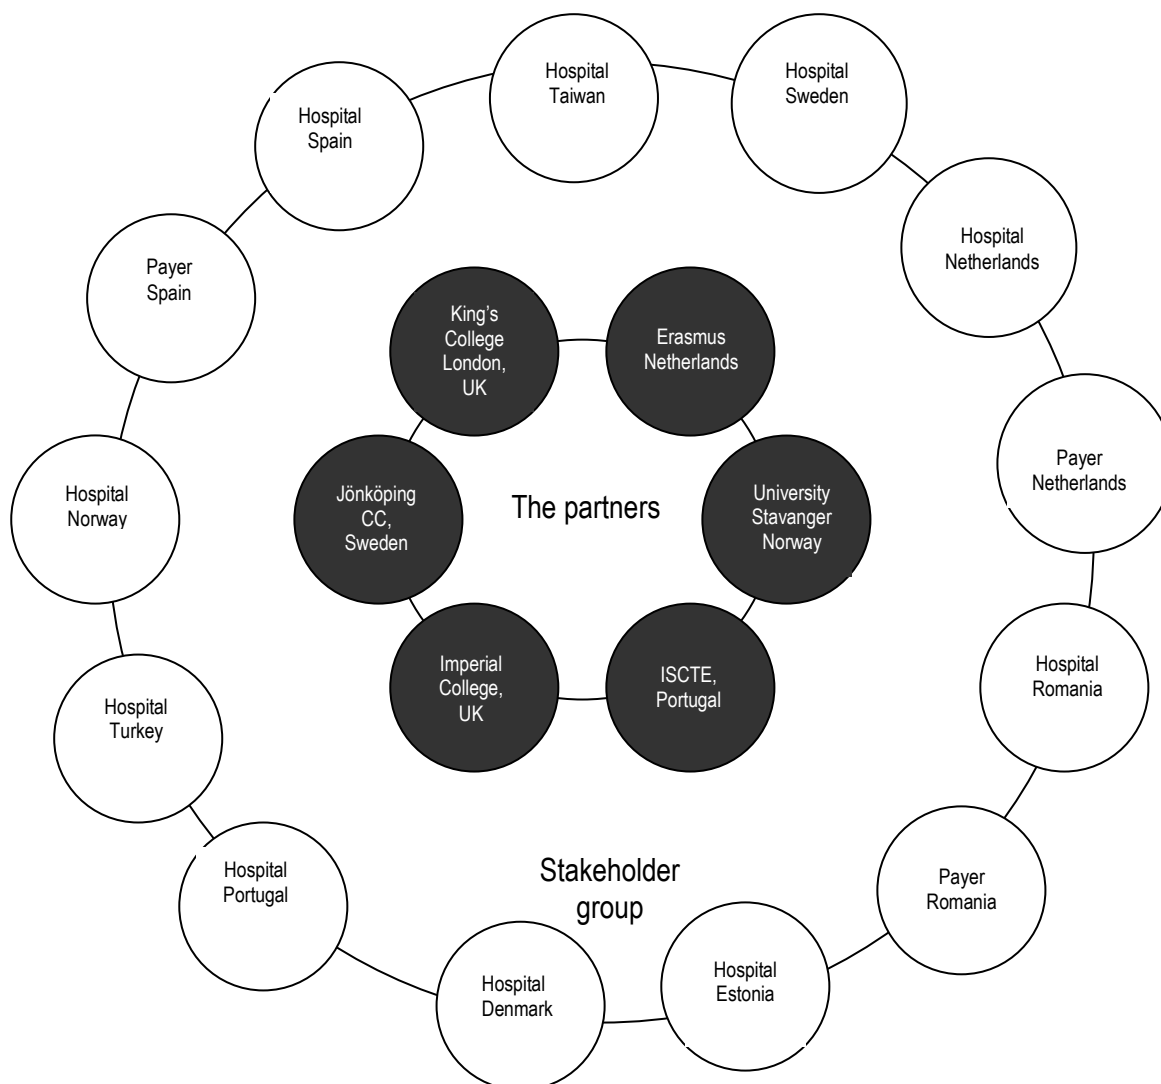 Hospital
Taiwan
Hospital
Sweden
Hospital
Spain
Hospital
Netherlands
Payer
Spain
King's
College
London,
UK
Erasmus
Netherlands
Payer
Netherlands
Hospital
Norway
Jönköping
CC,
Sweden
The partners
University
Stavanger
Norway
Hospital
Turkey
Imperial
College,
UK
ISCTE,
Portugal
Hospital
Romania
Hospital
Portugal
Stakeholder
group
Payer
Romania
Hospital
Denmark
Hospital
Estonia